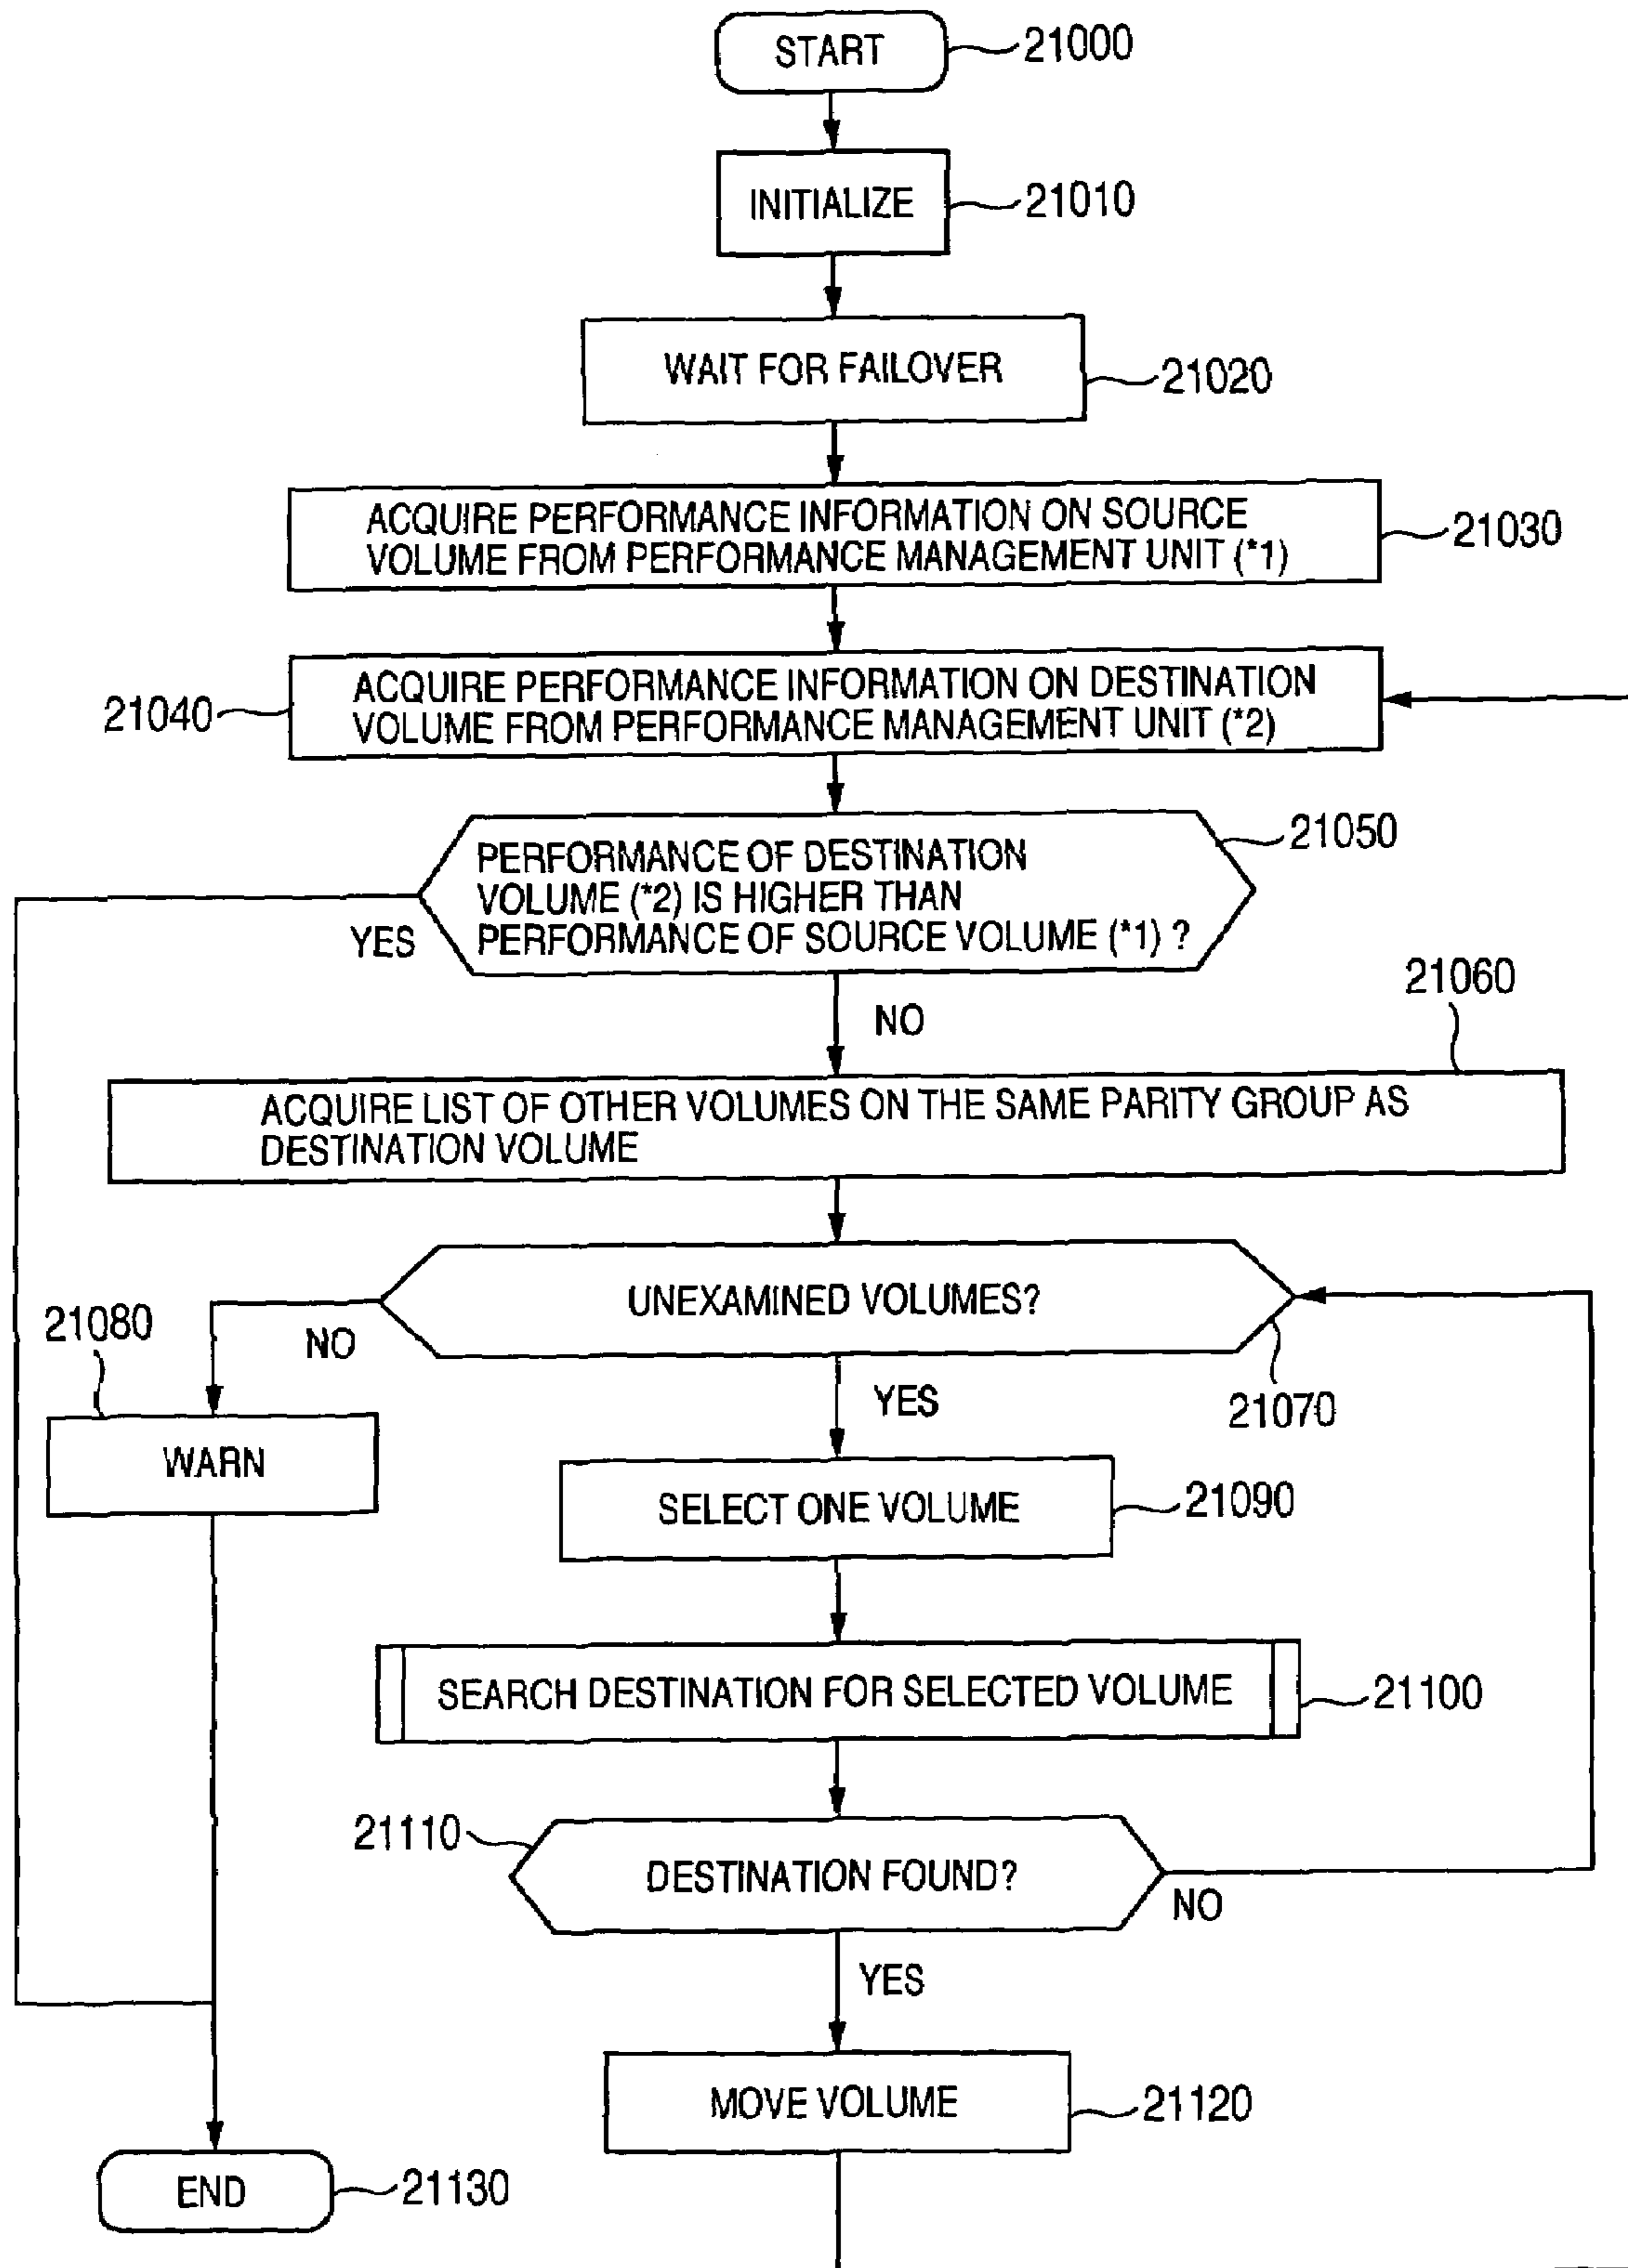 START
21000
INITIALIZE
21010
WAIT FOR FAILOVER
21020
ACQUIRE PERFORMANCE INFORMATION ON SOURCE
VOLUME FROM PERFORMANCE MANAGEMENT UNIT (*1)
21030
ACQUIRE PERFORMANCE INFORMATION ON DESTINATION
VOLUME FROM PERFORMANCE MANAGEMENT UNIT (*2)
21040
21050
PERFORMANCE OF DESTINATION
VOLUME (*2) IS HIGHER THAN
PERFORMANCE OF SOURCE VOLUME (*1) ?
YES
NO
21060
ACQUIRE LIST OF OTHER VOLUMES ON THE SAME PARITY GROUP AS
DESTINATION VOLUME
UNEXAMINED VOLUMES?
21080
NO
YES
21070
WARN
SELECT ONE VOLUME
21090
SEARCH DESTINATION FOR SELECTED VOLUME
21100
21110
DESTINATION FOUND?
NO
YES
MOVE VOLUME
21120
END
21130